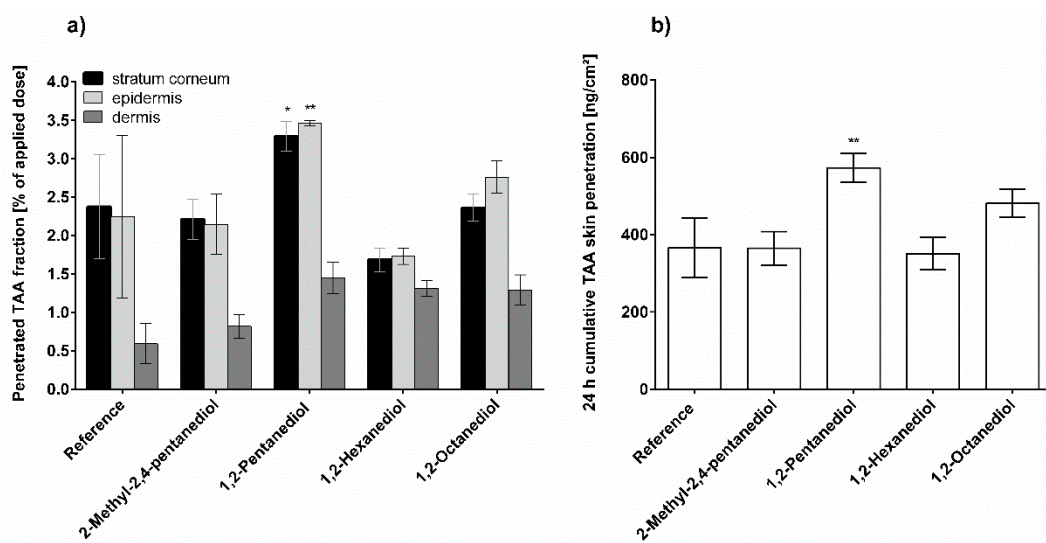 a)
Penetrated TAA fraction [% of applied dose]
4.0
3.5
3.0
2.5
2.0
1.5
1.0
0.5
0.0
stratum corneum
epidermis
dermis
*
**
Reference
2-Methyl-2,4-pentanediol
1,2-Pentanediol
1,2-Hexanediol
1,2-Octanediol
b)
24 h cumulative TAA skin penetration [ng/cm²]
800
600
400
200
0
**
Reference
2-Methyl-2,4-pentanediol
1,2-Pentanediol
1,2-Hexanediol
1,2-Octanediol